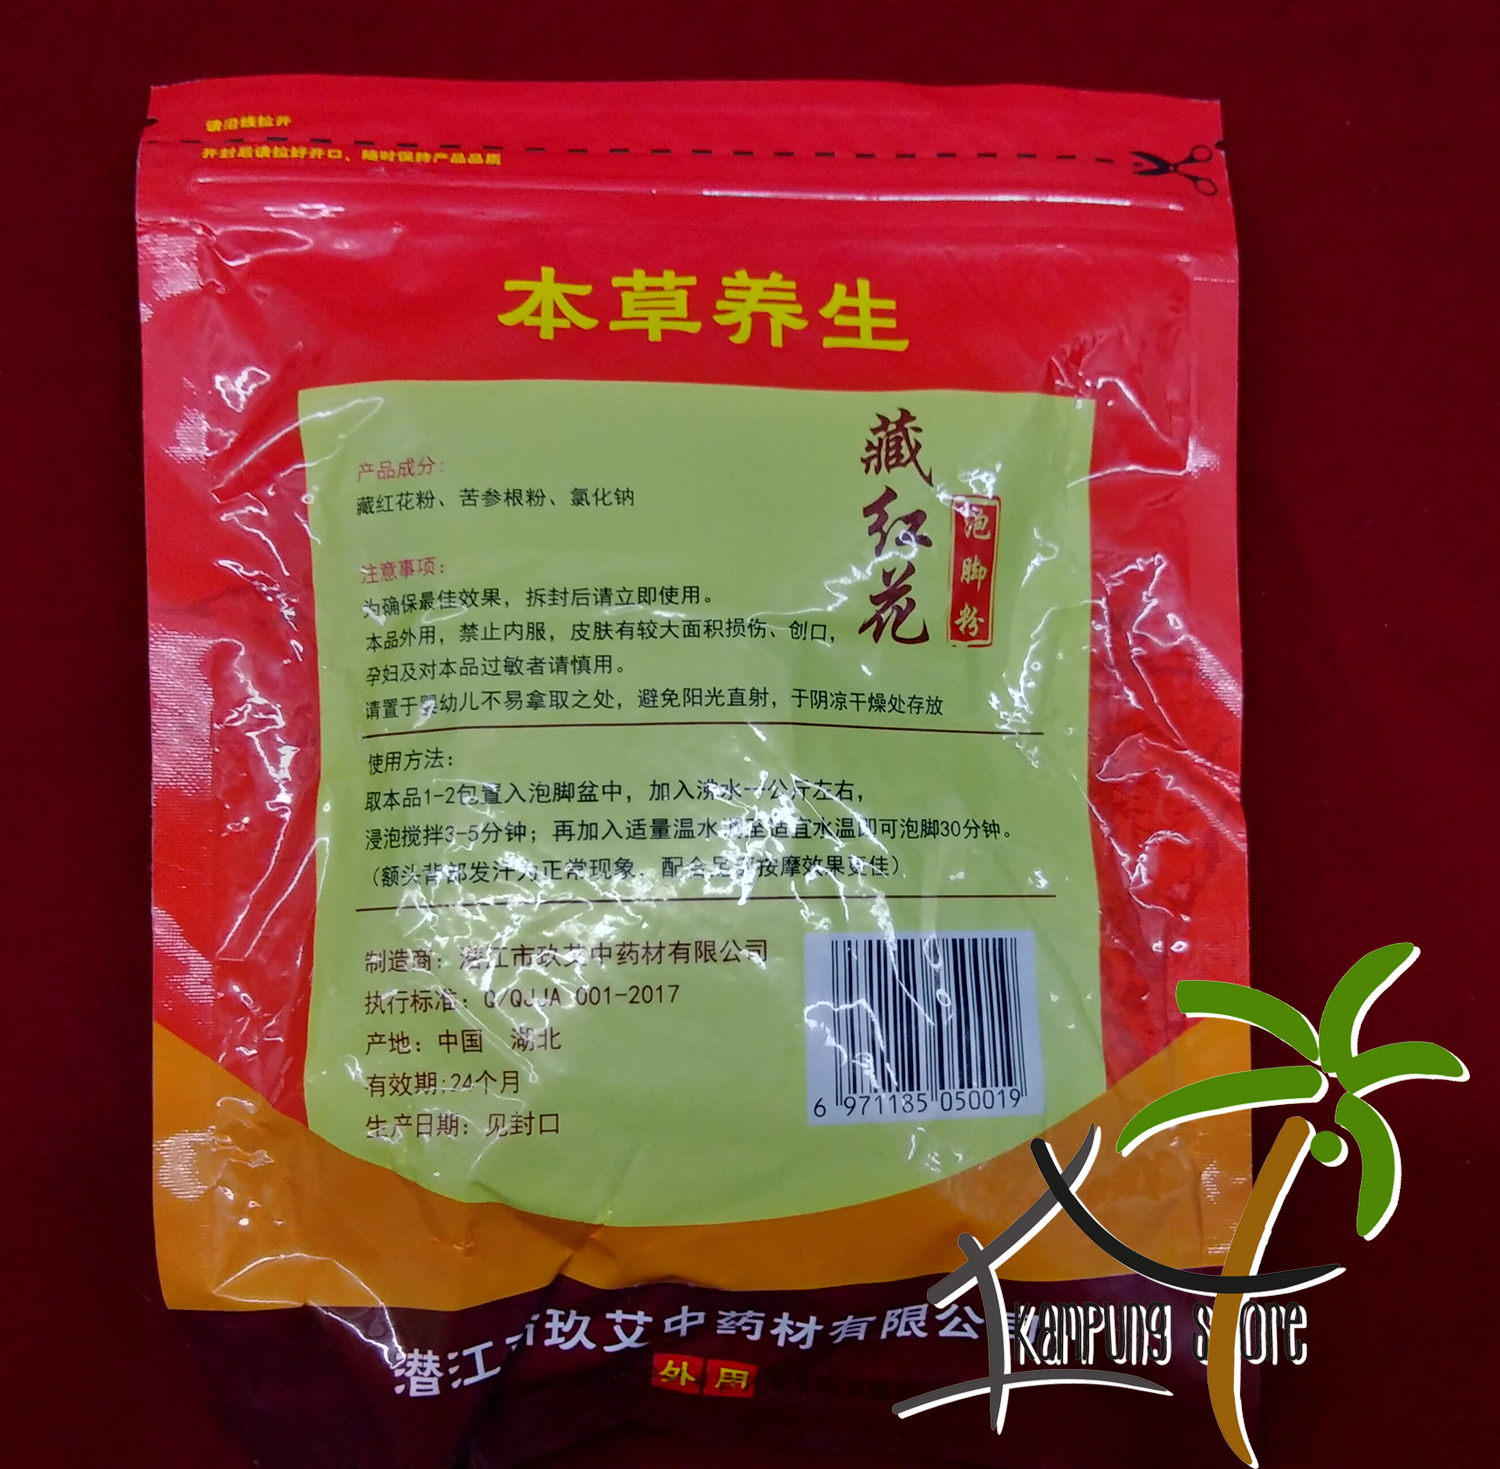 请沿线拉开
开封后请拉好开口、随时保持产品品质
本草养生
藏红花
泡脚粉
产品成分:
藏红花粉、苦参根粉、氯化钠
注意事项:
为确保最佳效果，拆封后请立即使用。
本品外用，禁止内服，皮肤有较大面积损伤、创口，
孕妇及对本品过敏者请慎用。
请置于婴幼儿不易拿取之处，避免阳光直射，于阴凉干燥处存放
使用方法:
取本品1-2包置入泡脚盆中，加入沸水一公斤左右，
浸泡搅拌3-5分钟；再加入适量温水调至适宜水温即可泡脚30分钟。
（额头背部发汗为正常现象，配合足部按摩效果更佳）
制造商：潜江市玖艾中药材有限公司
执行标准：Q/QJJA 001-2017
产地：中国 湖北
有效期:24个月
生产日期：见封口
6 971185 050019
潜江市玖艾中药材有限公司
外用
KAMPUNG STORE